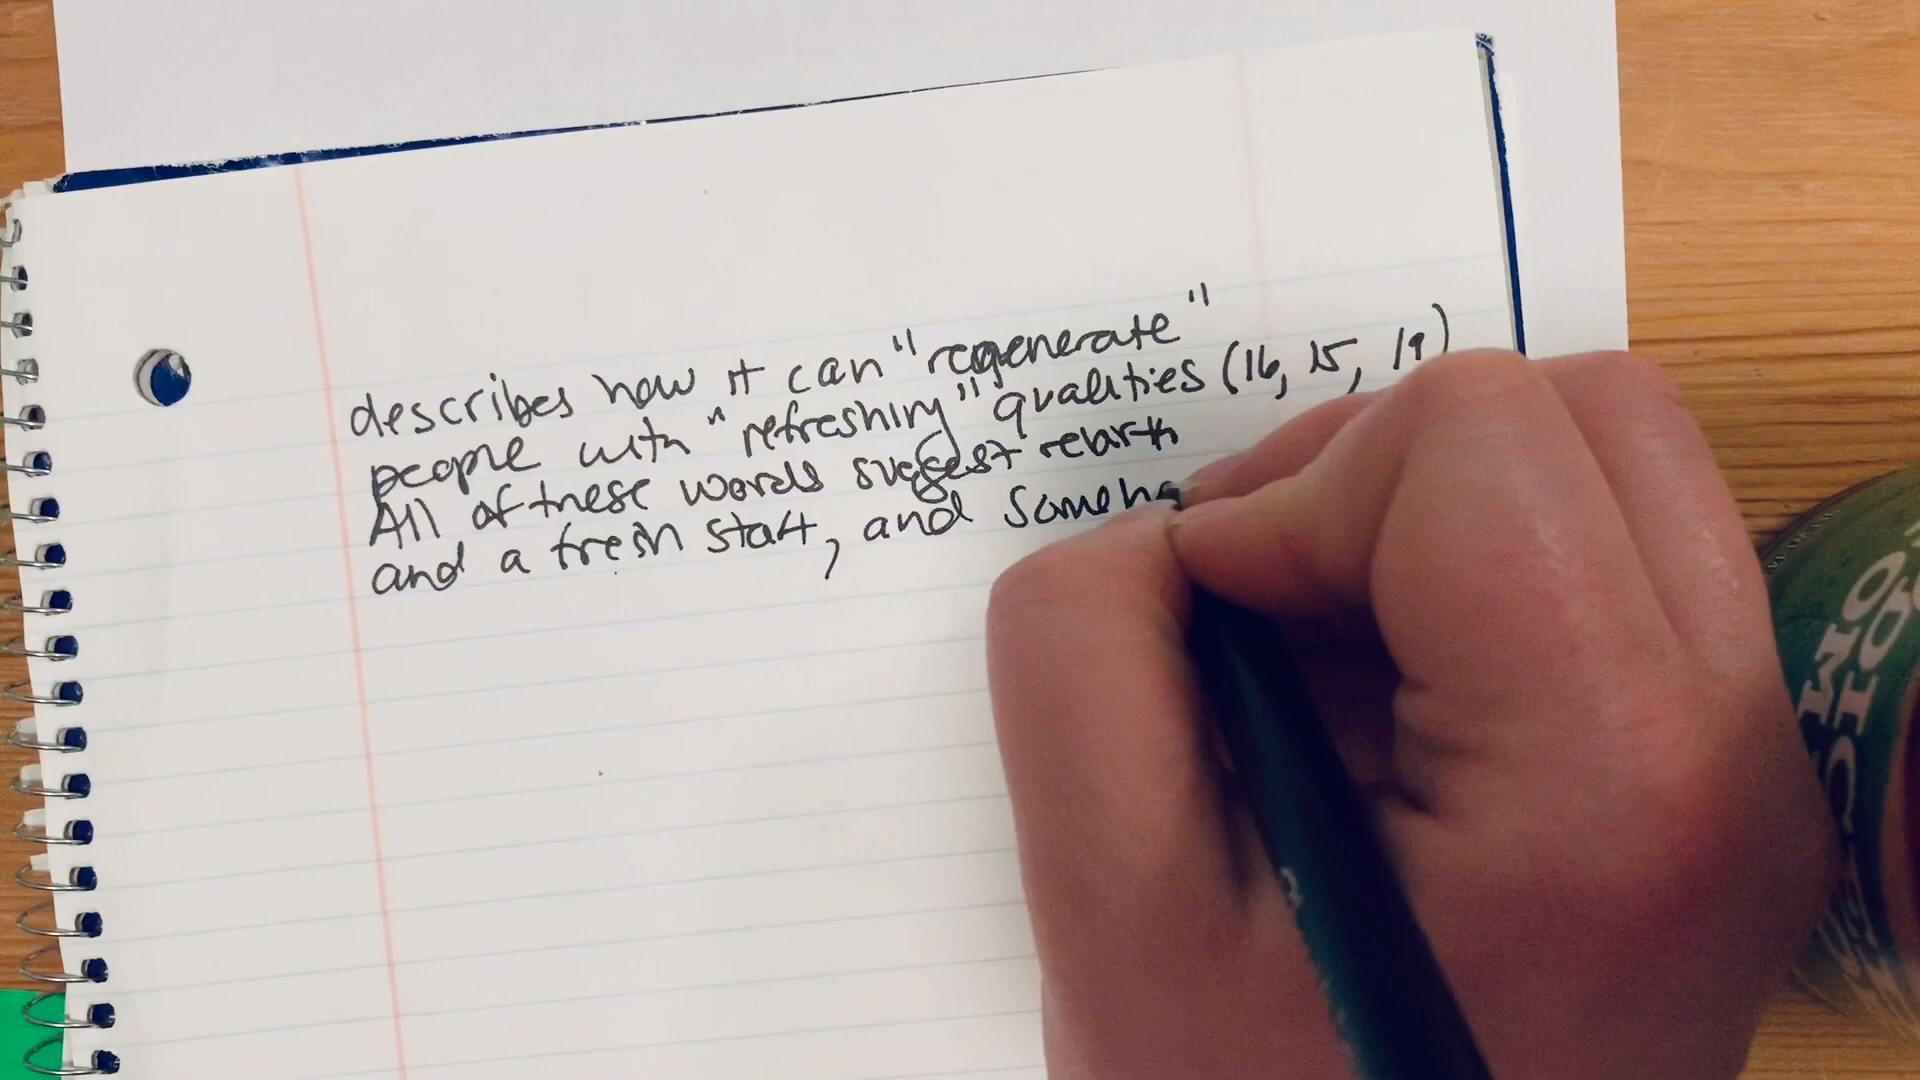 describes how it can "regenerate"
people with "refreshing" qualities (16, 15, 19)
All of these words suggest rebirth
and a fresh start, and someho